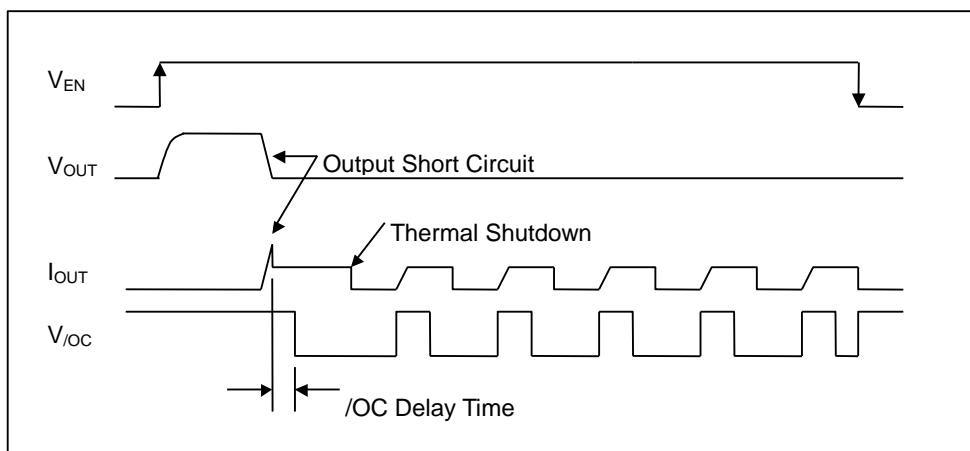 VEN
VOUT
Output Short Circuit
Thermal Shutdown
IOUT
V/OC
/OC Delay Time